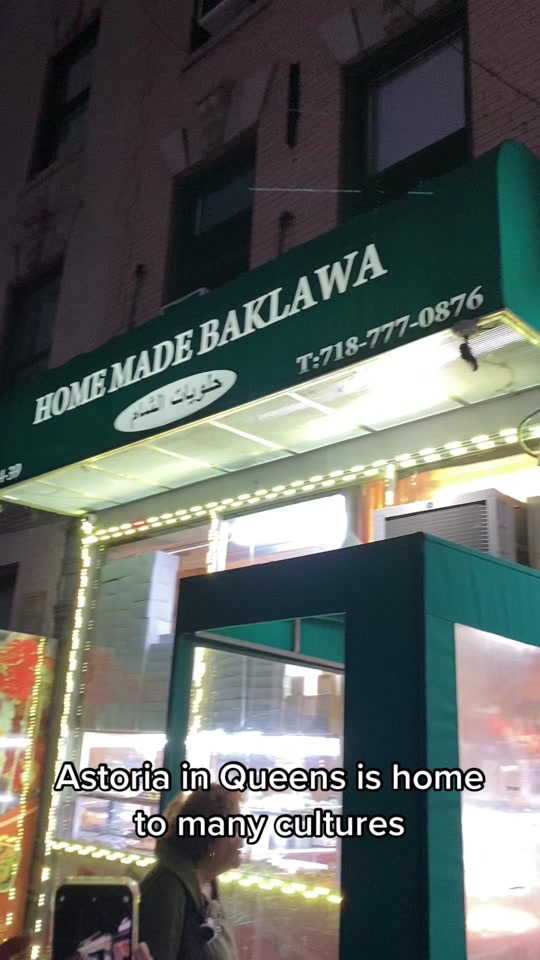 HOME MADE BAKLAWA
حلويات الشام
T:718-777-0876
Astoria in Queens is home
to many cultures